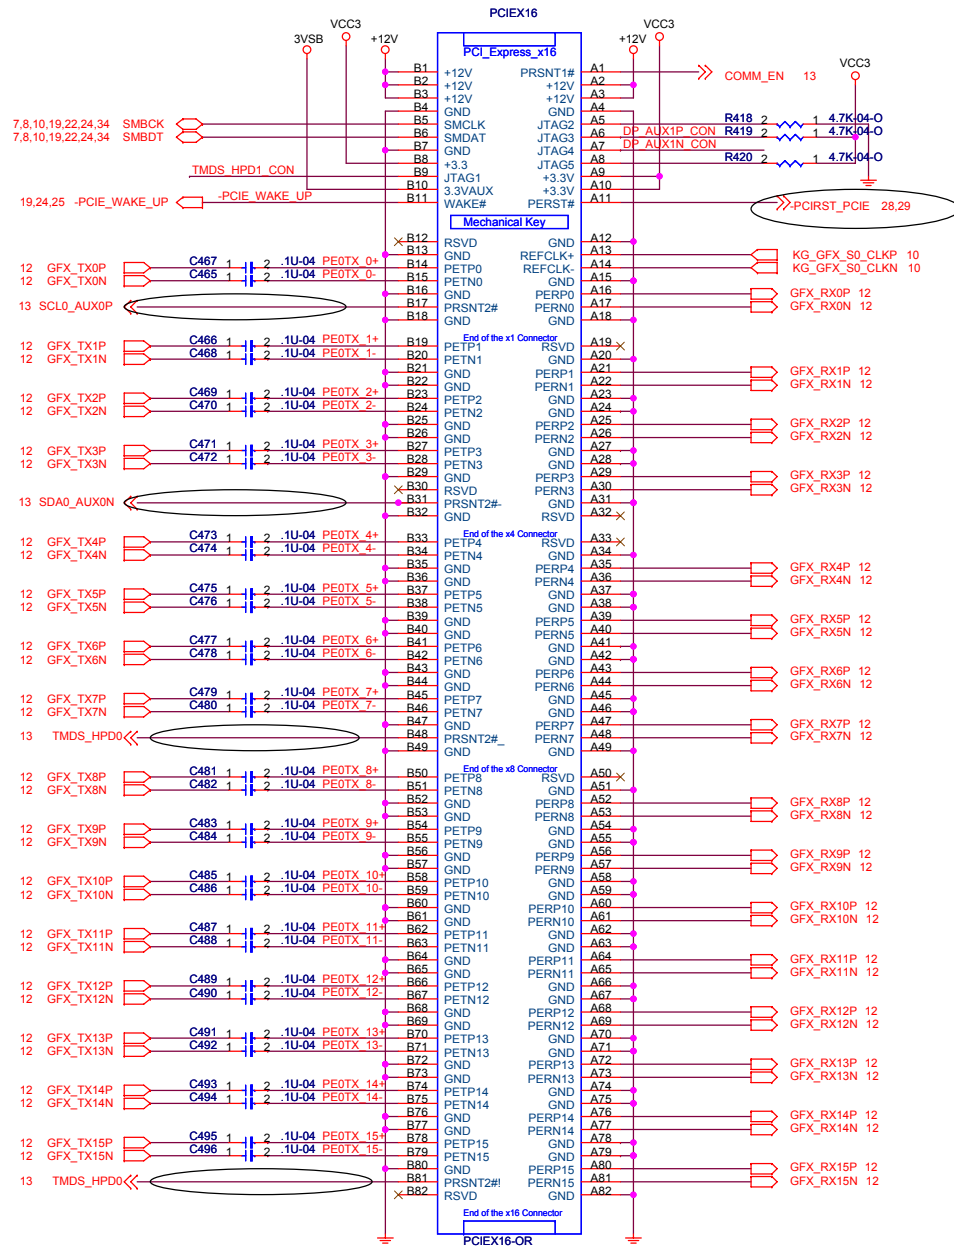 PCIEX16
VCC3
3VSB +12V +12V VCC3
PCI_Express_x16
B1 +12V PRSNT1# A1 COMM_EN 13 VCC3
B2 +12V +12V A2
B3 +12V +12V A3
B4 GND GND A4
7,8,10,19,22,24,34 SMBCK B5 SMCLK JTAG2 A5 R418 2 1 4.7K-04-O
7,8,10,19,22,24,34 SMBDT B6 SMDAT JTAG3 A6 DP_AUX1P_CON R419 2 1 4.7K-04-O
B7 GND JTAG4 A7 DP_AUX1N_CON
B8 +3.3 JTAG5 A8 R420 2 1 4.7K-04-O
TMDS_HPD1_CON B9 JTAG1 +3.3V A9
B10 3.3VAUX +3.3V A10
19,24,25 -PCIE_WAKE_UP -PCIE_WAKE_UP B11 WAKE# PERST# A11 -PCIRST_PCIE 28,29
Mechanical Key
B12 RSVD GND A12
B13 GND REFCLK+ A13 KG_GFX_S0_CLKP 10
12 GFX_TX0P C467 1 2 .1U-04 PE0TX_0+ B14 PETP0 REFCLK- A14 KG_GFX_S0_CLKN 10
12 GFX_TX0N C465 1 2 .1U-04 PE0TX_0- B15 PETN0 GND A15
B16 GND PERP0 A16 GFX_RX0P 12
13 SCL0_AUX0P B17 PRSNT2# PERN0 A17 GFX_RX0N 12
B18 GND GND A18
End of the x1 Connector
12 GFX_TX1P C466 1 2 .1U-04 PE0TX_1+ B19 PETP1 RSVD A19
12 GFX_TX1N C468 1 2 .1U-04 PE0TX_1- B20 PETN1 GND A20
B21 GND PERP1 A21 GFX_RX1P 12
B22 GND PERN1 A22 GFX_RX1N 12
12 GFX_TX2P C469 1 2 .1U-04 PE0TX_2+ B23 PETP2 GND A23
12 GFX_TX2N C470 1 2 .1U-04 PE0TX_2- B24 PETN2 GND A24
B25 GND PERP2 A25 GFX_RX2P 12
B26 GND PERN2 A26 GFX_RX2N 12
12 GFX_TX3P C471 1 2 .1U-04 PE0TX_3+ B27 PETP3 GND A27
12 GFX_TX3N C472 1 2 .1U-04 PE0TX_3- B28 PETN3 GND A28
B29 GND PERP3 A29 GFX_RX3P 12
B30 RSVD PERN3 A30 GFX_RX3N 12
13 SDA0_AUX0N B31 PRSNT2#- GND A31
B32 GND RSVD A32
End of the x4 Connector
12 GFX_TX4P C473 1 2 .1U-04 PE0TX_4+ B33 PETP4 RSVD A33
12 GFX_TX4N C474 1 2 .1U-04 PE0TX_4- B34 PETN4 GND A34
B35 GND PERP4 A35 GFX_RX4P 12
B36 GND PERN4 A36 GFX_RX4N 12
12 GFX_TX5P C475 1 2 .1U-04 PE0TX_5+ B37 PETP5 GND A37
12 GFX_TX5N C476 1 2 .1U-04 PE0TX_5- B38 PETN5 GND A38
B39 GND PERP5 A39 GFX_RX5P 12
B40 GND PERN5 A40 GFX_RX5N 12
12 GFX_TX6P C477 1 2 .1U-04 PE0TX_6+ B41 PETP6 GND A41
12 GFX_TX6N C478 1 2 .1U-04 PE0TX_6- B42 PETN6 GND A42
B43 GND PERP6 A43 GFX_RX6P 12
B44 GND PERN6 A44 GFX_RX6N 12
12 GFX_TX7P C479 1 2 .1U-04 PE0TX_7+ B45 PETP7 GND A45
12 GFX_TX7N C480 1 2 .1U-04 PE0TX_7- B46 PETN7 GND A46
B47 GND PERP7 A47 GFX_RX7P 12
13 TMDS_HPD0 B48 PRSNT2#_ PERN7 A48 GFX_RX7N 12
B49 GND GND A49
End of the x8 Connector
12 GFX_TX8P C481 1 2 .1U-04 PE0TX_8+ B50 PETP8 RSVD A50
12 GFX_TX8N C482 1 2 .1U-04 PE0TX_8- B51 PETN8 GND A51
B52 GND PERP8 A52 GFX_RX8P 12
B53 GND PERN8 A53 GFX_RX8N 12
12 GFX_TX9P C483 1 2 .1U-04 PE0TX_9+ B54 PETP9 GND A54
12 GFX_TX9N C484 1 2 .1U-04 PE0TX_9- B55 PETN9 GND A55
B56 GND PERP9 A56 GFX_RX9P 12
B57 GND PERN9 A57 GFX_RX9N 12
12 GFX_TX10P C485 1 2 .1U-04 PE0TX_10+ B58 PETP10 GND A58
12 GFX_TX10N C486 1 2 .1U-04 PE0TX_10- B59 PETN10 GND A59
B60 GND PERP10 A60 GFX_RX10P 12
B61 GND PERN10 A61 GFX_RX10N 12
12 GFX_TX11P C487 1 2 .1U-04 PE0TX_11+ B62 PETP11 GND A62
12 GFX_TX11N C488 1 2 .1U-04 PE0TX_11- B63 PETN11 GND A63
B64 GND PERP11 A64 GFX_RX11P 12
B65 GND PERN11 A65 GFX_RX11N 12
12 GFX_TX12P C489 1 2 .1U-04 PE0TX_12+ B66 PETP12 GND A66
12 GFX_TX12N C490 1 2 .1U-04 PE0TX_12- B67 PETN12 GND A67
B68 GND PERP12 A68 GFX_RX12P 12
B69 GND PERN12 A69 GFX_RX12N 12
12 GFX_TX13P C491 1 2 .1U-04 PE0TX_13+ B70 PETP13 GND A70
12 GFX_TX13N C492 1 2 .1U-04 PE0TX_13- B71 PETN13 GND A71
B72 GND PERP13 A72 GFX_RX13P 12
B73 GND PERN13 A73 GFX_RX13N 12
12 GFX_TX14P C493 1 2 .1U-04 PE0TX_14+ B74 PETP14 GND A74
12 GFX_TX14N C494 1 2 .1U-04 PE0TX_14- B75 PETN14 GND A75
B76 GND PERP14 A76 GFX_RX14P 12
B77 GND PERN14 A77 GFX_RX14N 12
12 GFX_TX15P C495 1 2 .1U-04 PE0TX_15+ B78 PETP15 GND A78
12 GFX_TX15N C496 1 2 .1U-04 PE0TX_15- B79 PETN15 GND A79
B80 GND PERP15 A80 GFX_RX15P 12
13 TMDS_HPD0 B81 PRSNT2#! PERN15 A81 GFX_RX15N 12
B82 RSVD GND A82
End of the x16 Connector
PCIEX16-OR